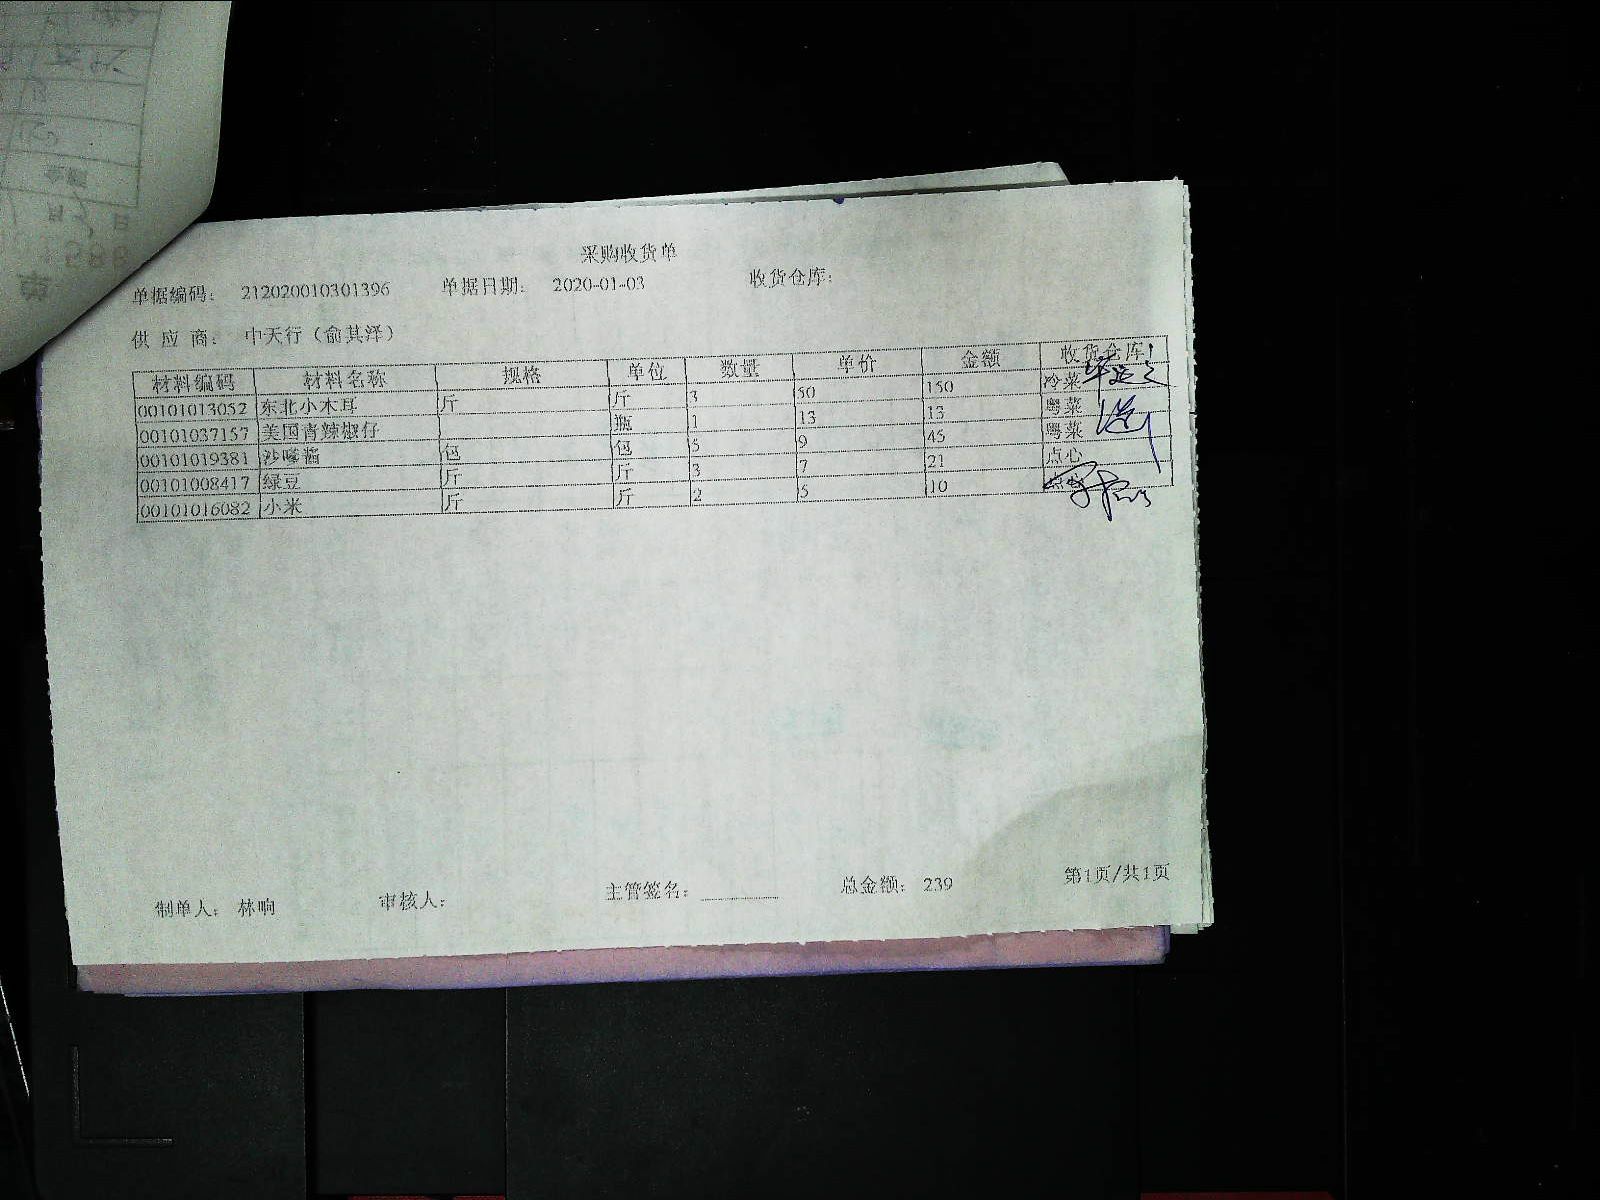 采购收货单
单据编码： 212020010301396 单据日期： 2020-01-03 收货仓库：
供 应 商： 中天行（俞其泽）
材料编码 材料名称 规格 单位 数量 单价 金额 收货仓库
00101013052 东北小木耳 斤 斤 3 50 150 冷菜
00101037157 美国青辣椒仔 瓶 1 13 13 粤菜
00101019381 沙嗲酱 包 包 5 9 45 粤菜
00101008417 绿豆 斤 斤 3 7 21 点心
00101016082 小米 斤 斤 2 5 10
制单人： 林响 审核人： 主管签名： 总金额： 239 第1页/共1页